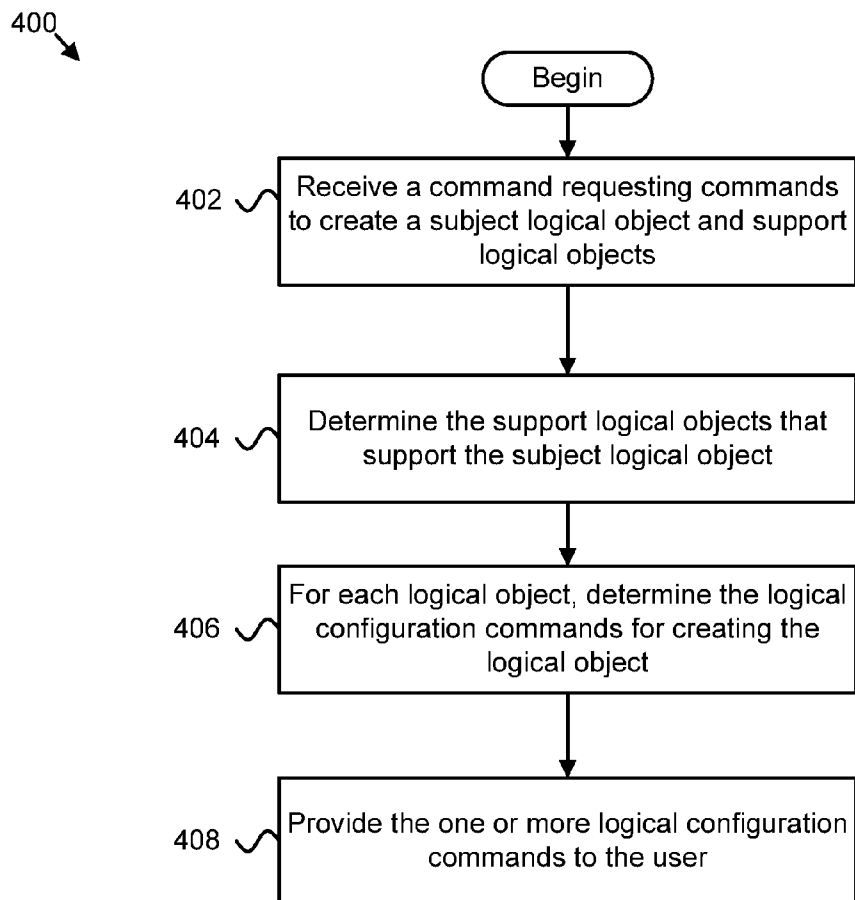 400
Begin
402
Receive a command requesting commands
to create a subject logical object and support
logical objects
404
Determine the support logical objects that
support the subject logical object
406
For each logical object, determine the logical
configuration commands for creating the
logical object
408
Provide the one or more logical configuration
commands to the user